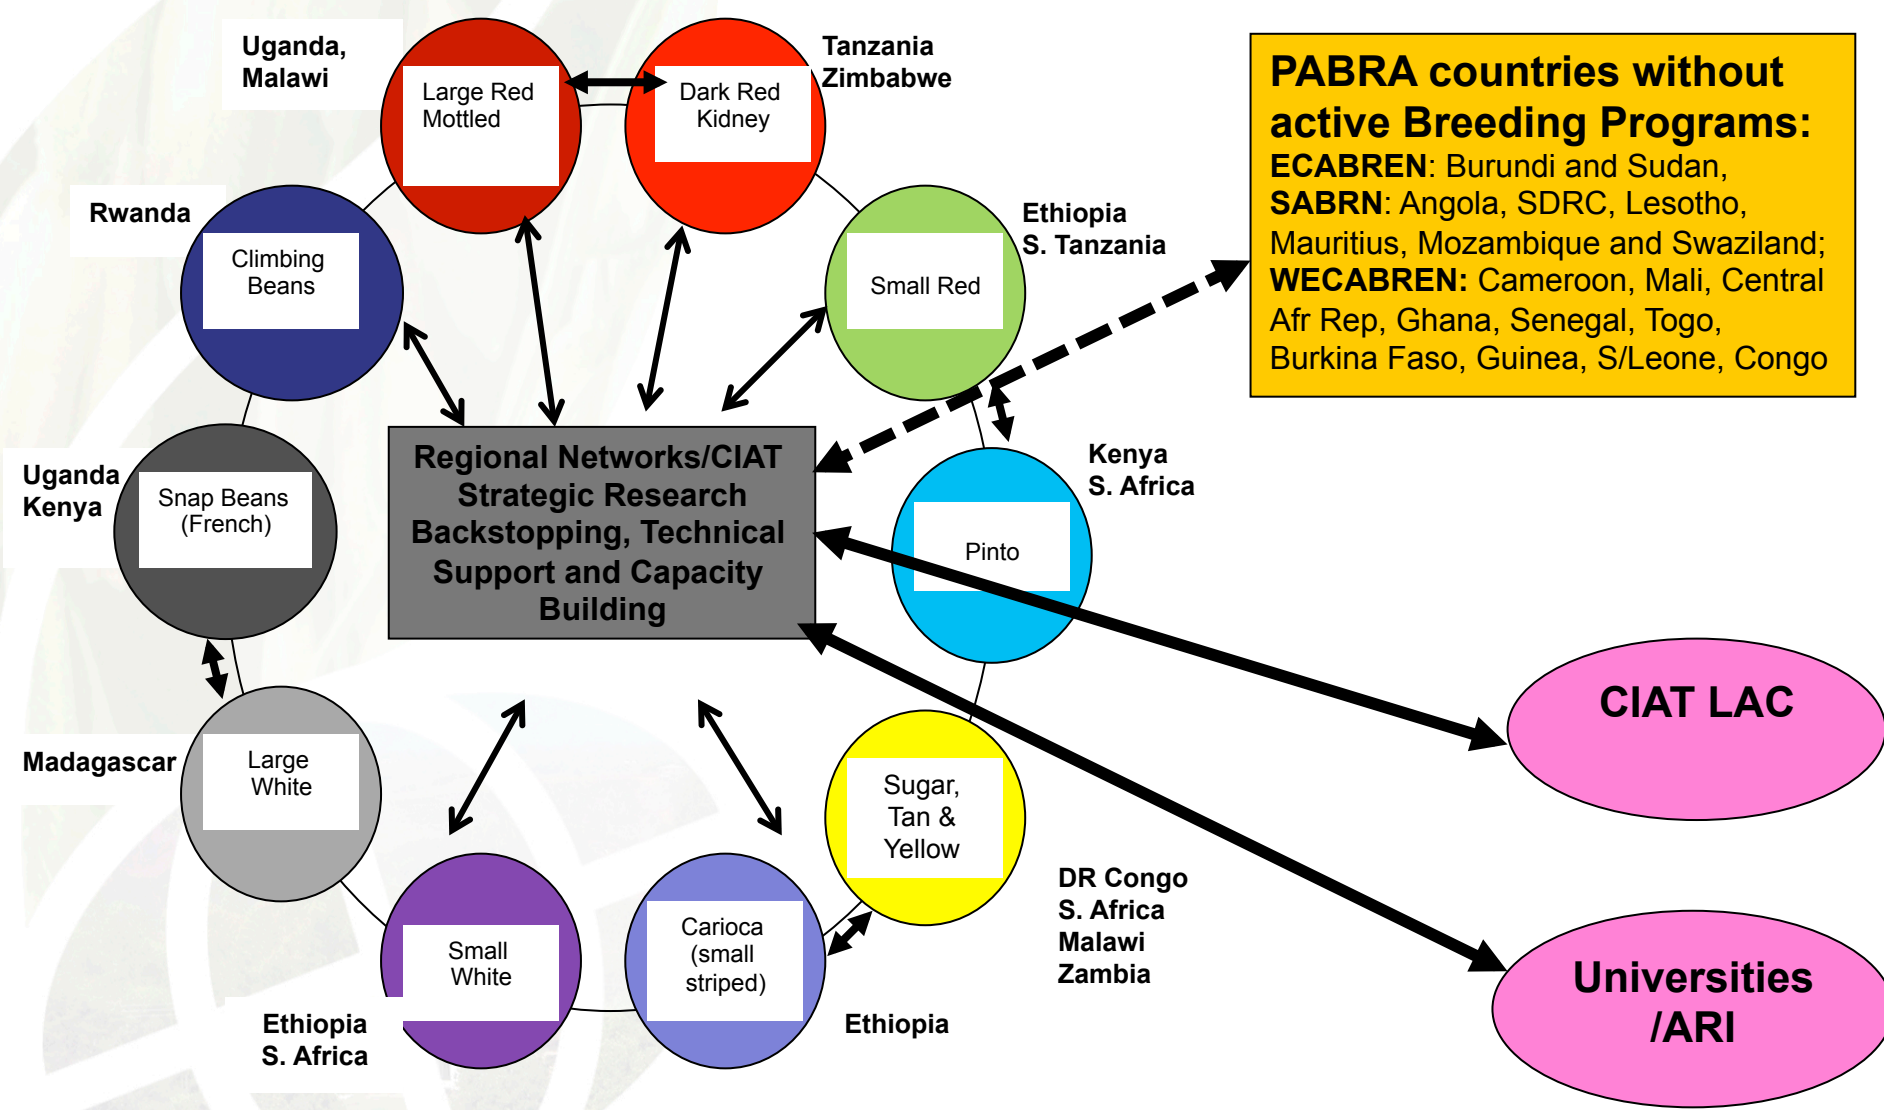 Uganda,
Malawi
Large Red
Mottled
Dark Red
Kidney
Tanzania
Zimbabwe
PABRA countries without
active Breeding Programs:
ECABREN: Burundi and Sudan,
SABRN: Angola, SDRC, Lesotho,
Mauritius, Mozambique and Swaziland;
WECABREN: Cameroon, Mali, Central
Afr Rep, Ghana, Senegal, Togo,
Burkina Faso, Guinea, S/Leone, Congo
Rwanda
Climbing
Beans
Small Red
Ethiopia
S. Tanzania
Uganda
Kenya
Snap Beans
(French)
Regional Networks/CIAT
Strategic Research
Backstopping, Technical
Support and Capacity
Building
Pinto
Kenya
S. Africa
Madagascar
Large
White
Sugar,
Tan &
Yellow
DR Congo
S. Africa
Malawi
Zambia
CIAT LAC
Small
White
Ethiopia
S. Africa
Carioca
(small
striped)
Ethiopia
Universities
/ARI